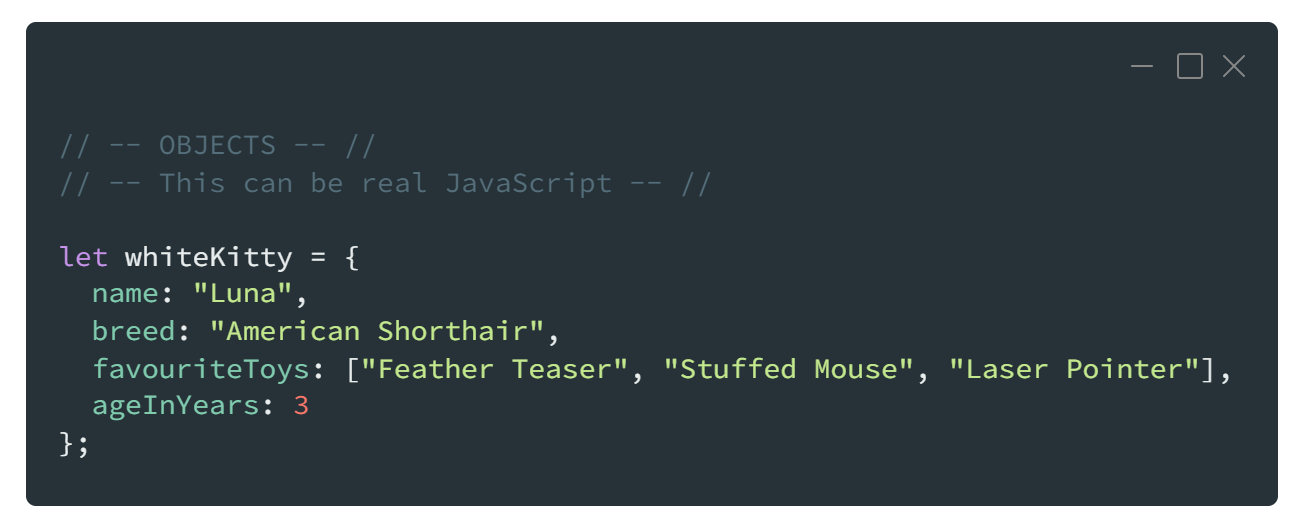 // -- OBJECTS -- //
// -- This can be real JavaScript -- //
let whiteKitty = {
  name: "Luna",
  breed: "American Shorthair",
  favouriteToys: ["Feather Teaser", "Stuffed Mouse", "Laser Pointer"],
  ageInYears: 3
};